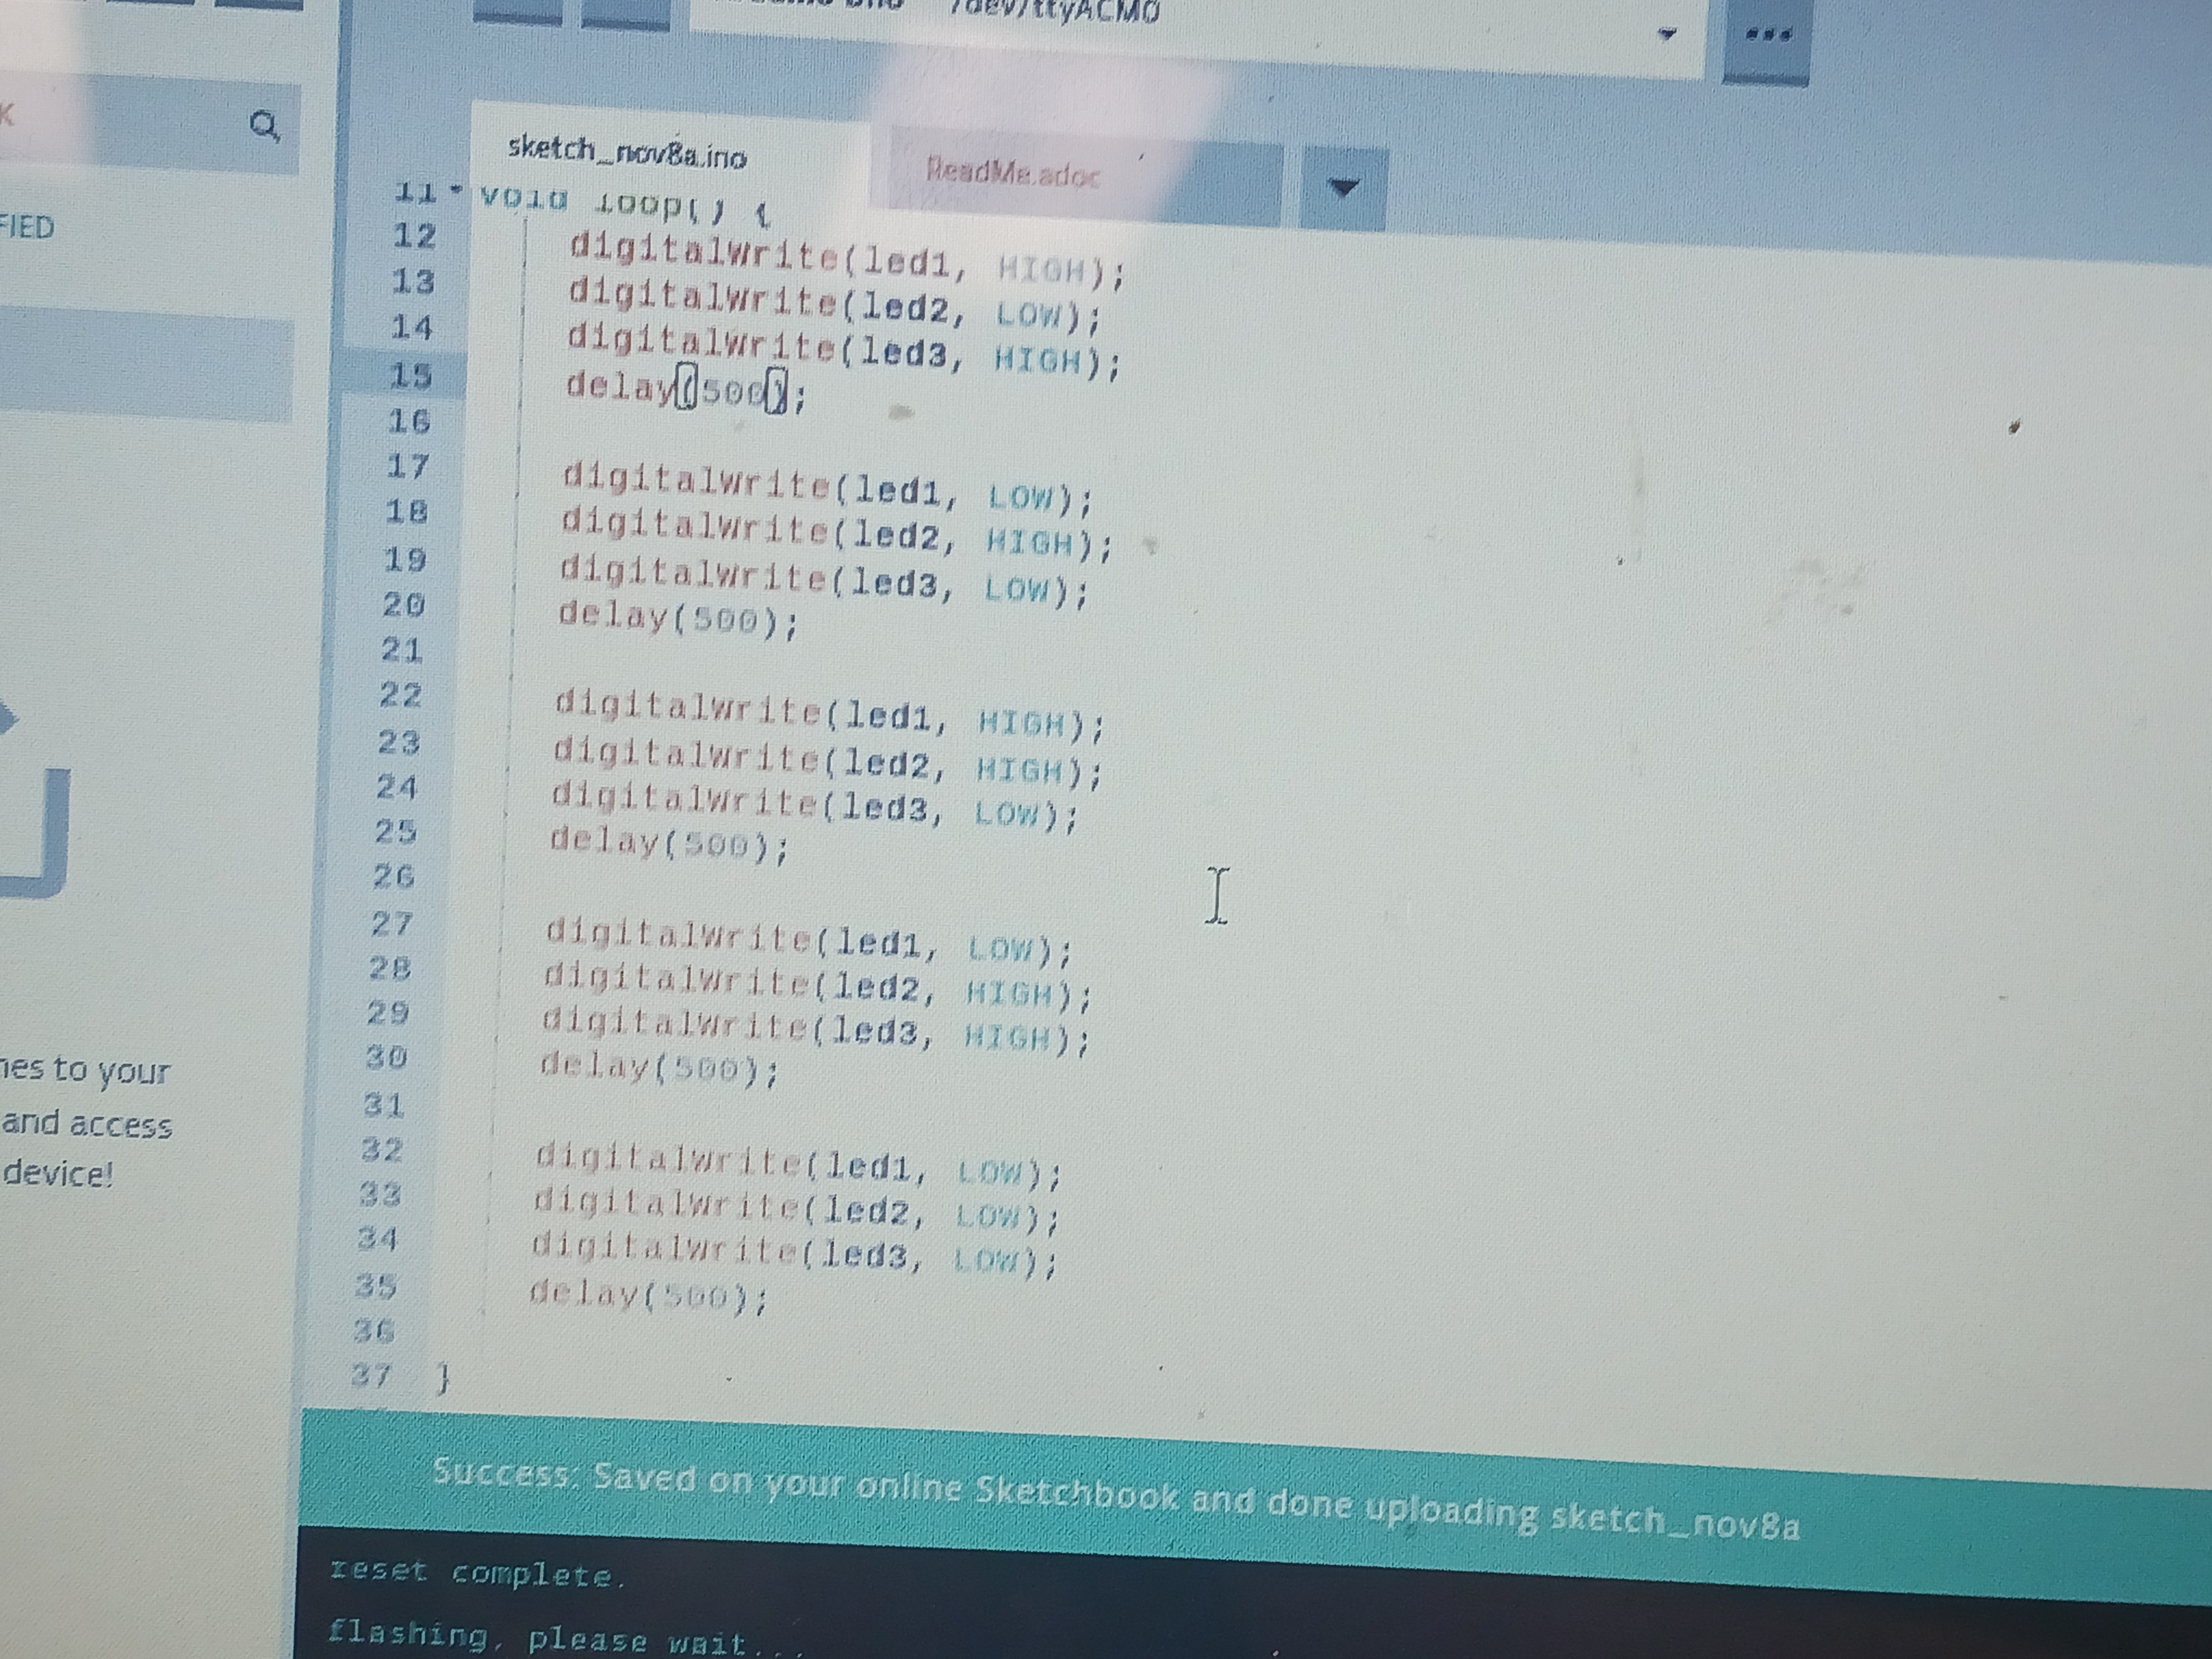 /dev/ttyACM0
sketch_nov8a.ino
ReadMe.adoc
11 void loop() {
12 digitalWrite(led1, HIGH);
13 digitalWrite(led2, LOW);
14 digitalWrite(led3, HIGH);
15 delay(500);
16
17 digitalWrite(led1, LOW);
18 digitalWrite(led2, HIGH);
19 digitalWrite(led3, LOW);
20 delay(500);
21
22 digitalWrite(led1, HIGH);
23 digitalWrite(led2, HIGH);
24 digitalWrite(led3, LOW);
25 delay(500);
26
27 digitalWrite(led1, LOW);
28 digitalWrite(led2, HIGH);
29 digitalWrite(led3, HIGH);
30 delay(500);
31
32 digitalWrite(led1, LOW);
33 digitalWrite(led2, LOW);
34 digitalWrite(led3, LOW);
35 delay(500);
36
37 }
K
FIED
nes to your
and access
device!
Success: Saved on your online Sketchbook and done uploading sketch_nov8a
reset complete.
flashing, please wait...